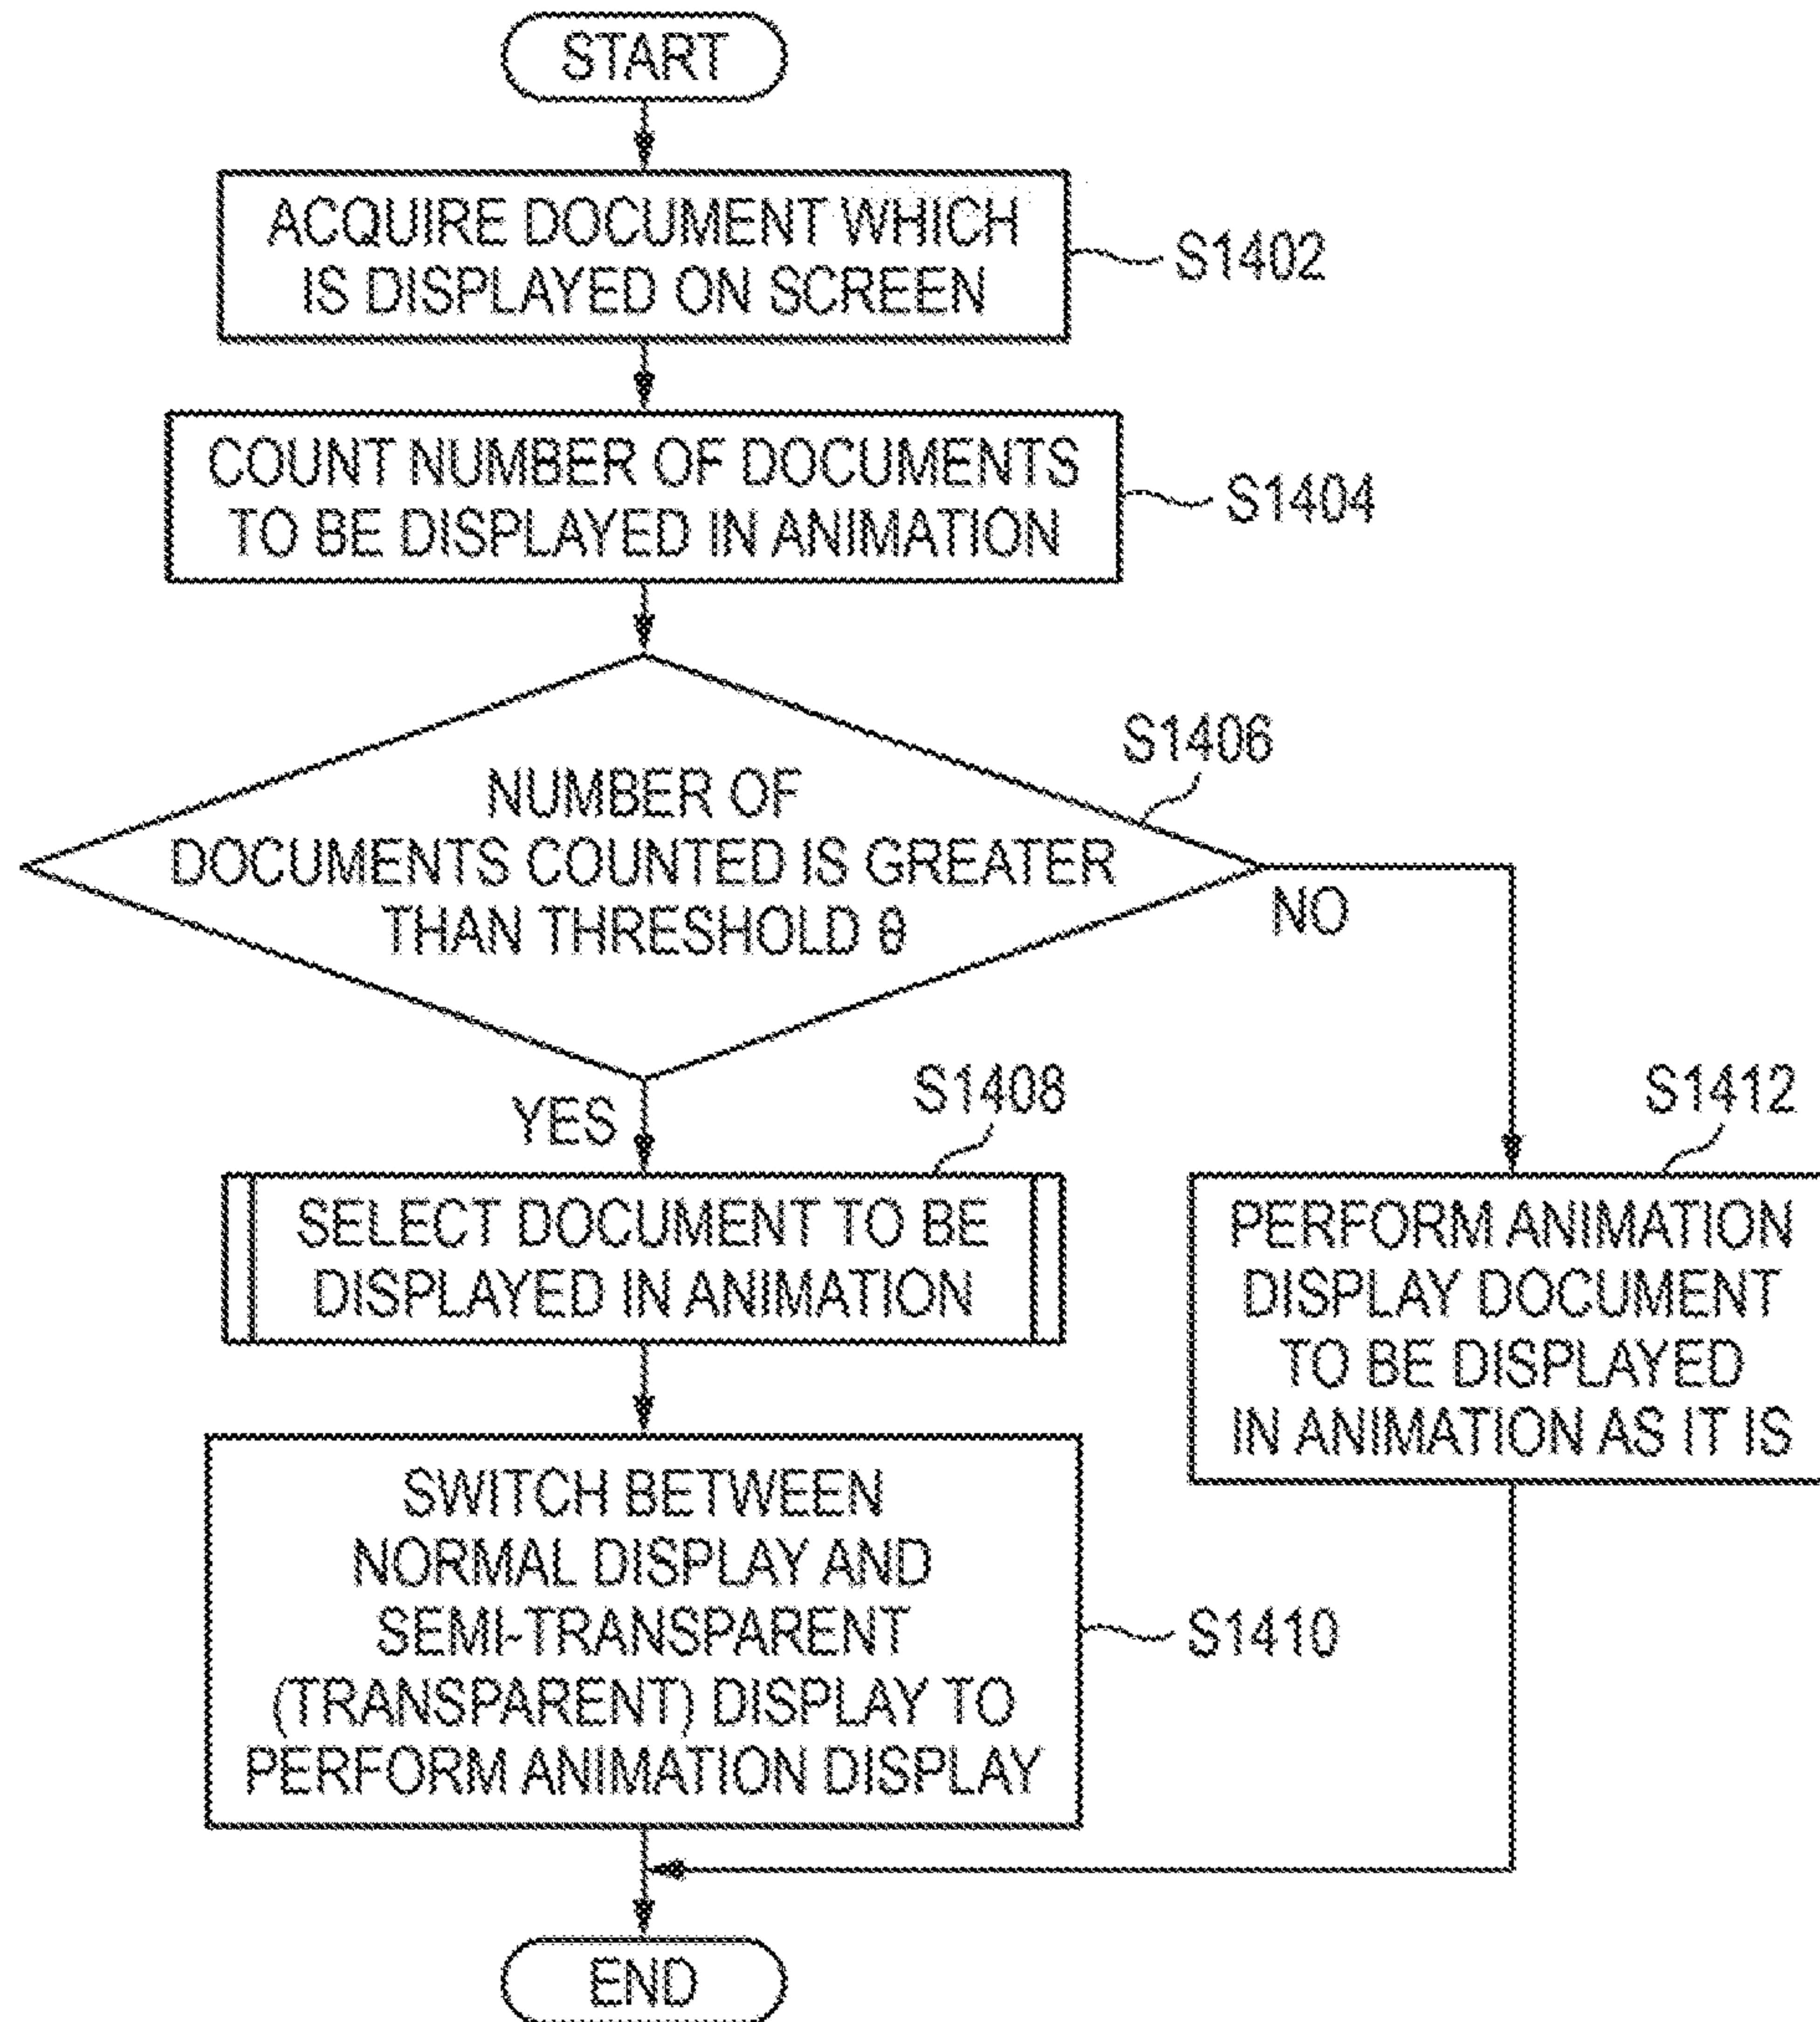 START
ACQUIRE DOCUMENT WHICH
IS DISPLAYED ON SCREEN
S1402
COUNT NUMBER OF DOCUMENTS
TO BE DISPLAYED IN ANIMATION
S1404
S1406
NUMBER OF
DOCUMENTS COUNTED IS GREATER
THAN THRESHOLD θ
NO
YES
S1408
SELECT DOCUMENT TO BE
DISPLAYED IN ANIMATION
S1412
PERFORM ANIMATION
DISPLAY DOCUMENT
TO BE DISPLAYED
IN ANIMATION AS IT IS
SWITCH BETWEEN
NORMAL DISPLAY AND
SEMI-TRANSPARENT
(TRANSPARENT) DISPLAY TO
PERFORM ANIMATION DISPLAY
S1410
END